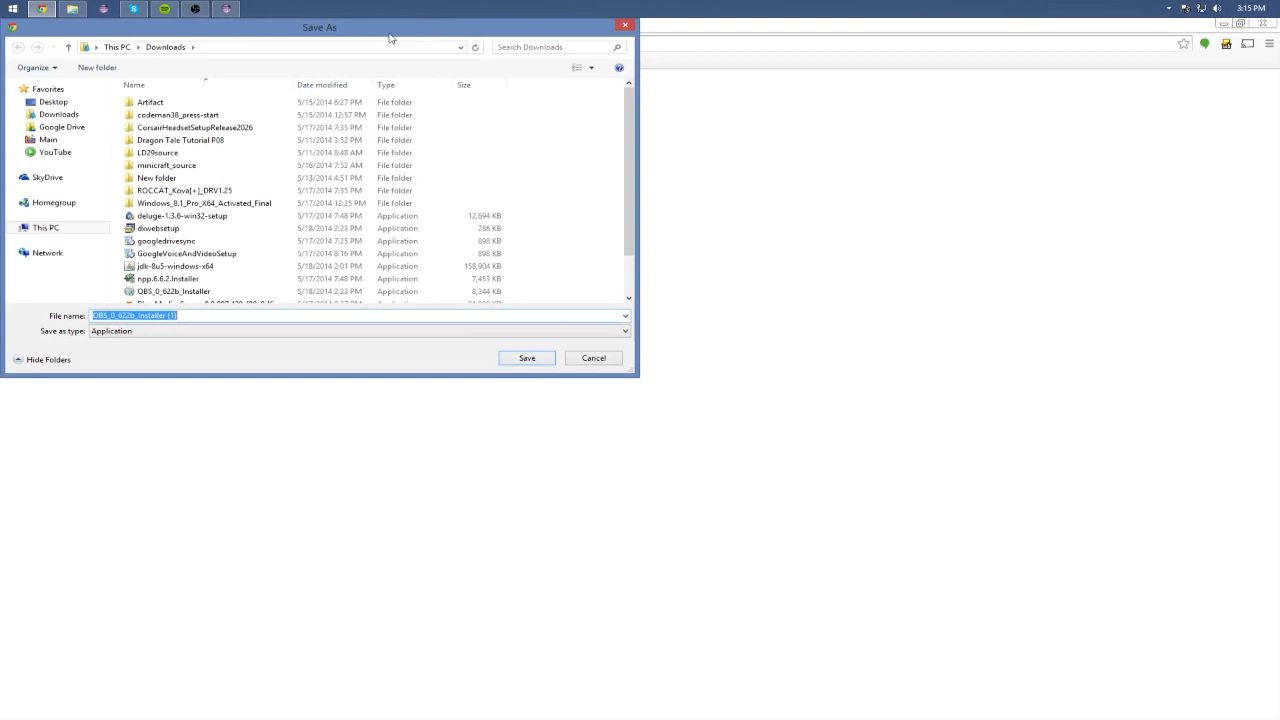 3:15 PM
Save As
This PC Downloads
Search Downloads
Organize New folder
Name Date modified Type Size
Favorites
Desktop
Downloads
Google Drive
Main
YouTube
SkyDrive
Homegroup
This PC
Network
Artifact 5/15/2014 6:27 PM File folder
codeman38_press-start 5/15/2014 12:57 PM File folder
CorsairHeadsetSetupRelease2026 5/17/2014 7:35 PM File folder
Dragon Tale Tutorial P08 5/11/2014 3:52 PM File folder
LD29source 5/11/2014 8:48 AM File folder
minicraft_source 5/16/2014 7:52 AM File folder
New folder 5/13/2014 4:51 PM File folder
ROCCAT_Kova[+]_DRV1.25 5/17/2014 7:35 PM File folder
Windows_8.1_Pro_X64_Activated_Final 5/17/2014 12:25 PM File folder
deluge-1.3.6-win32-setup 5/17/2014 7:48 PM Application 12,694 KB
dxwebsetup 5/18/2014 2:23 PM Application 286 KB
googledrivesync 5/17/2014 7:25 PM Application 898 KB
GoogleVoiceAndVideoSetup 5/17/2014 8:16 PM Application 898 KB
jdk-8u5-windows-x64 5/18/2014 2:01 PM Application 158,904 KB
npp.6.6.2.Installer 5/17/2014 7:48 PM Application 7,453 KB
OBS_0_622b_Installer 5/18/2014 2:23 PM Application 8,344 KB
File name: OBS_0_622b_Installer (1)
Save as type: Application
Hide Folders
Save Cancel